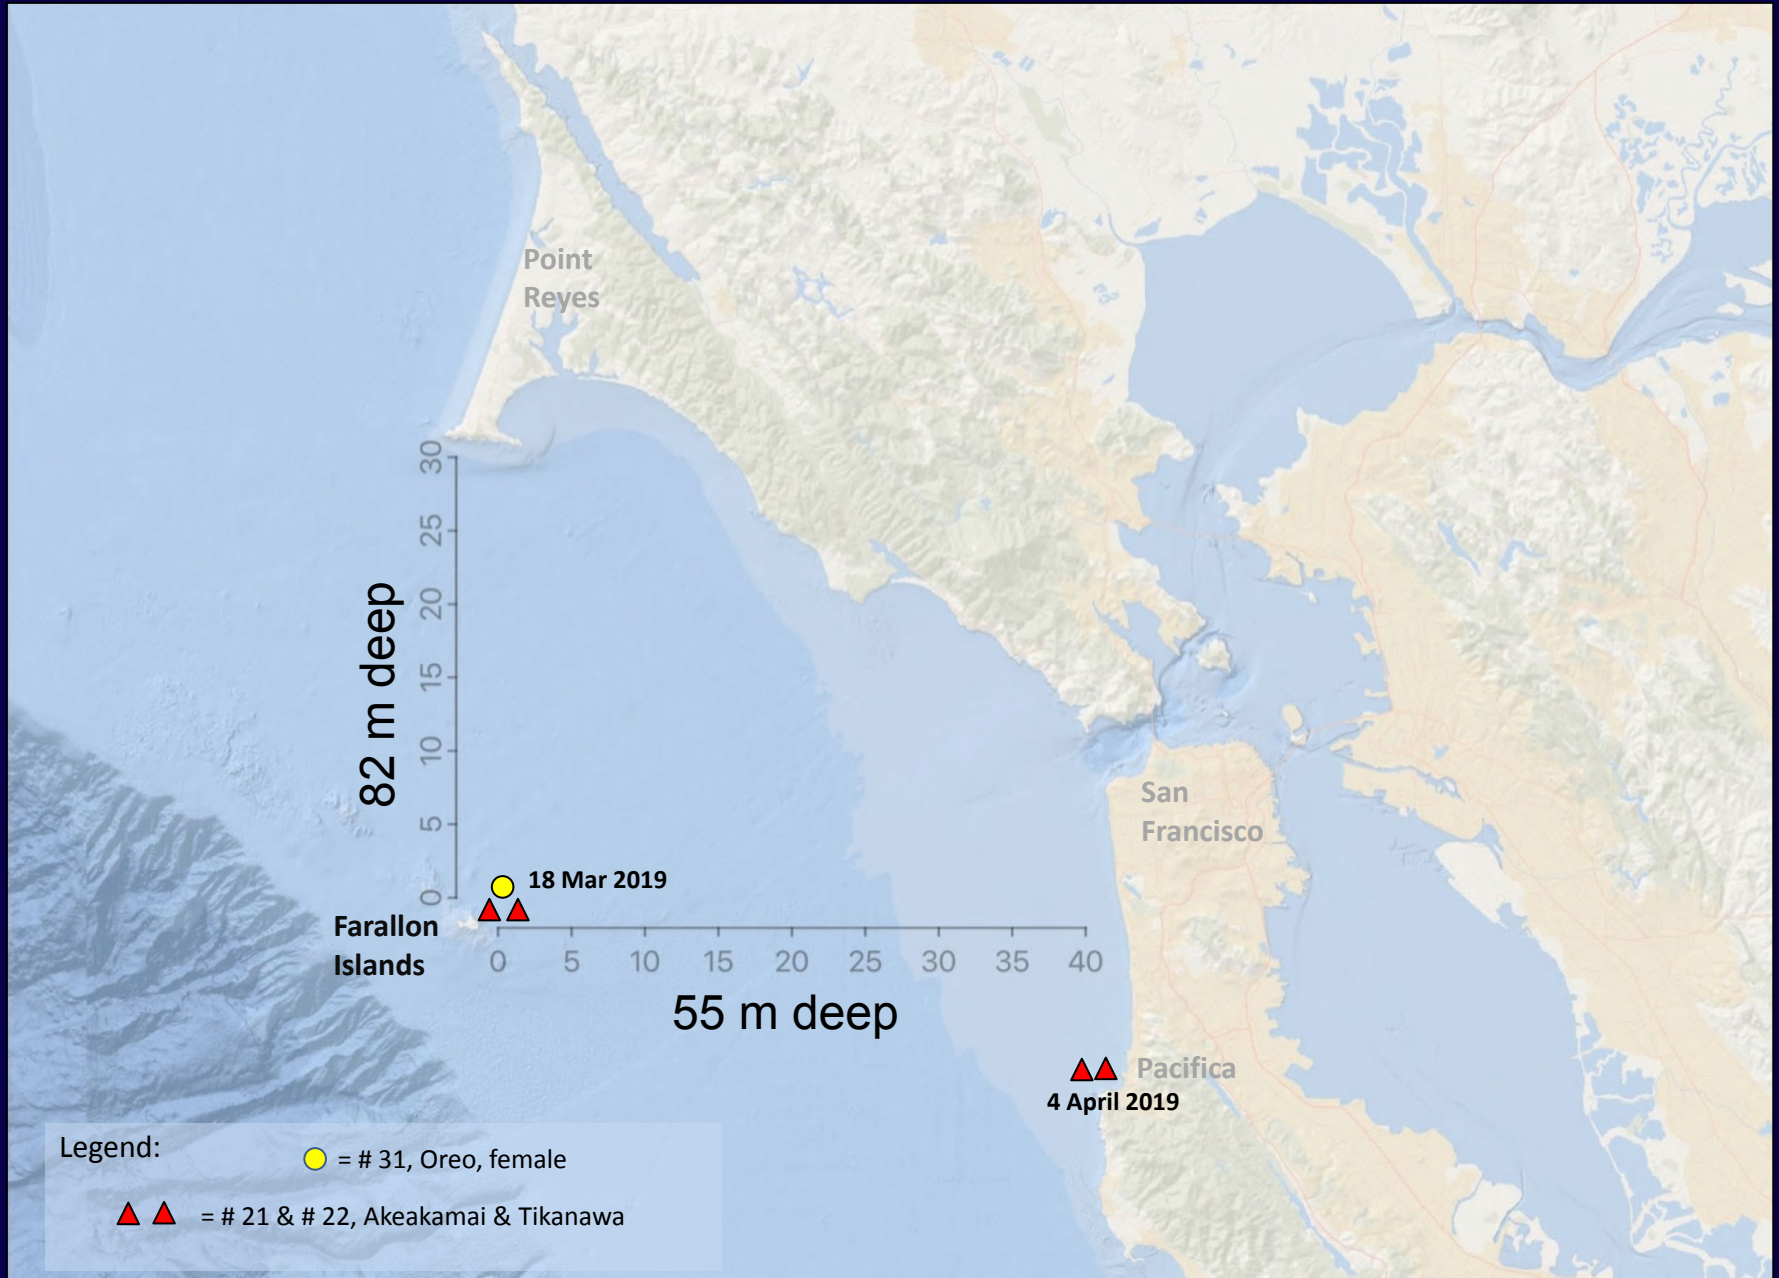 Point
Reyes
30
25
20
15
10
5
0
82 m deep
San
Francisco
18 Mar 2019
Farallon
Islands
0 5 10 15 20 25 30 35 40
55 m deep
Pacifica
4 April 2019
Legend:
= # 31, Oreo, female
= # 21 & # 22, Akeakamai & Tikanawa